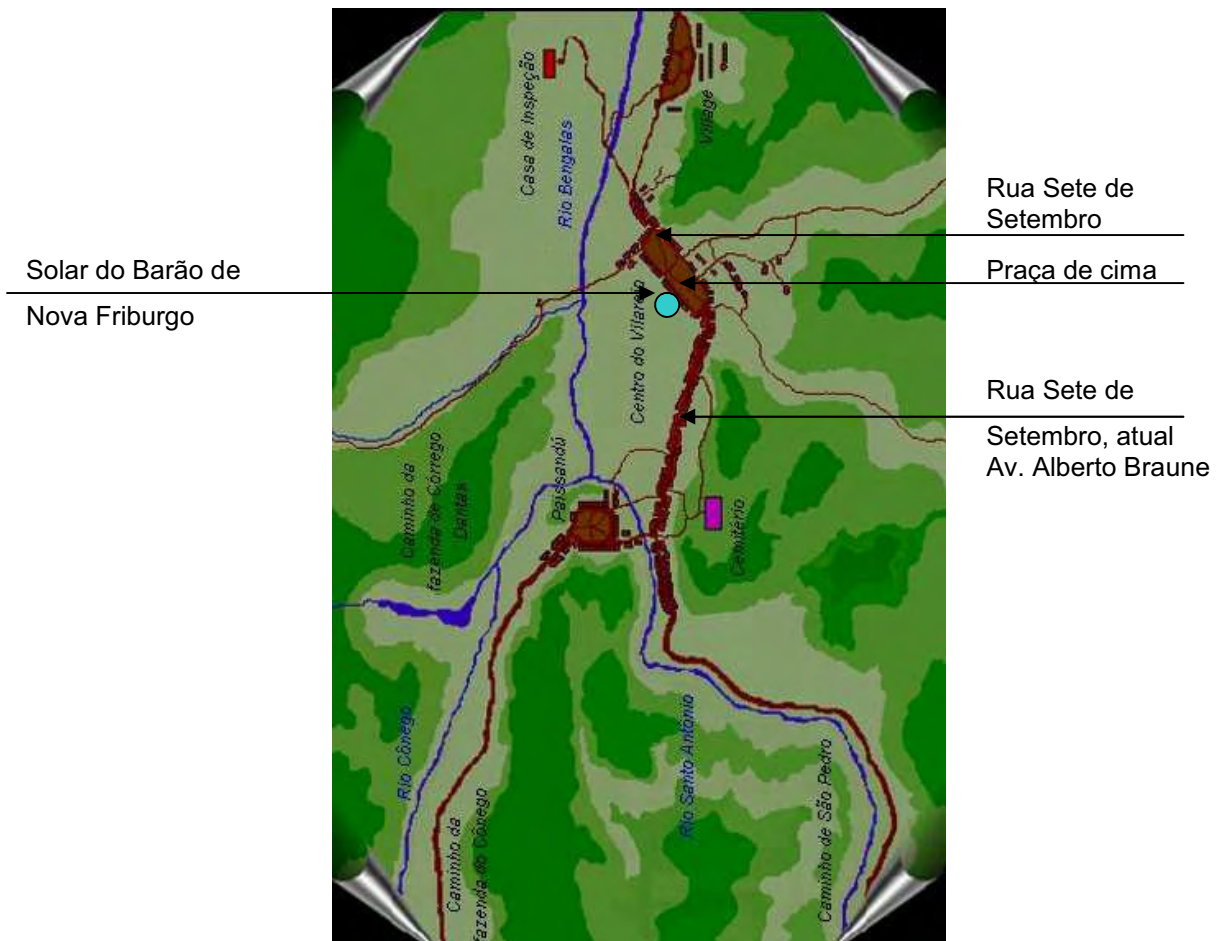 Solar do Barão de
Nova Friburgo
Casa de Inspeção
Rio Bengalas
Village
Centro do Vilarejo
Rua Sete de
Setembro
Praça de cima
Rua Sete de
Setembro, atual
Av. Alberto Braune
Caminho da
fazenda de Córrego
Dantas
Paissandú
Cemitério
Rio Cônego
Caminho da
fazenda do Cônego
Rio Santo Antônio
Caminho de São Pedro